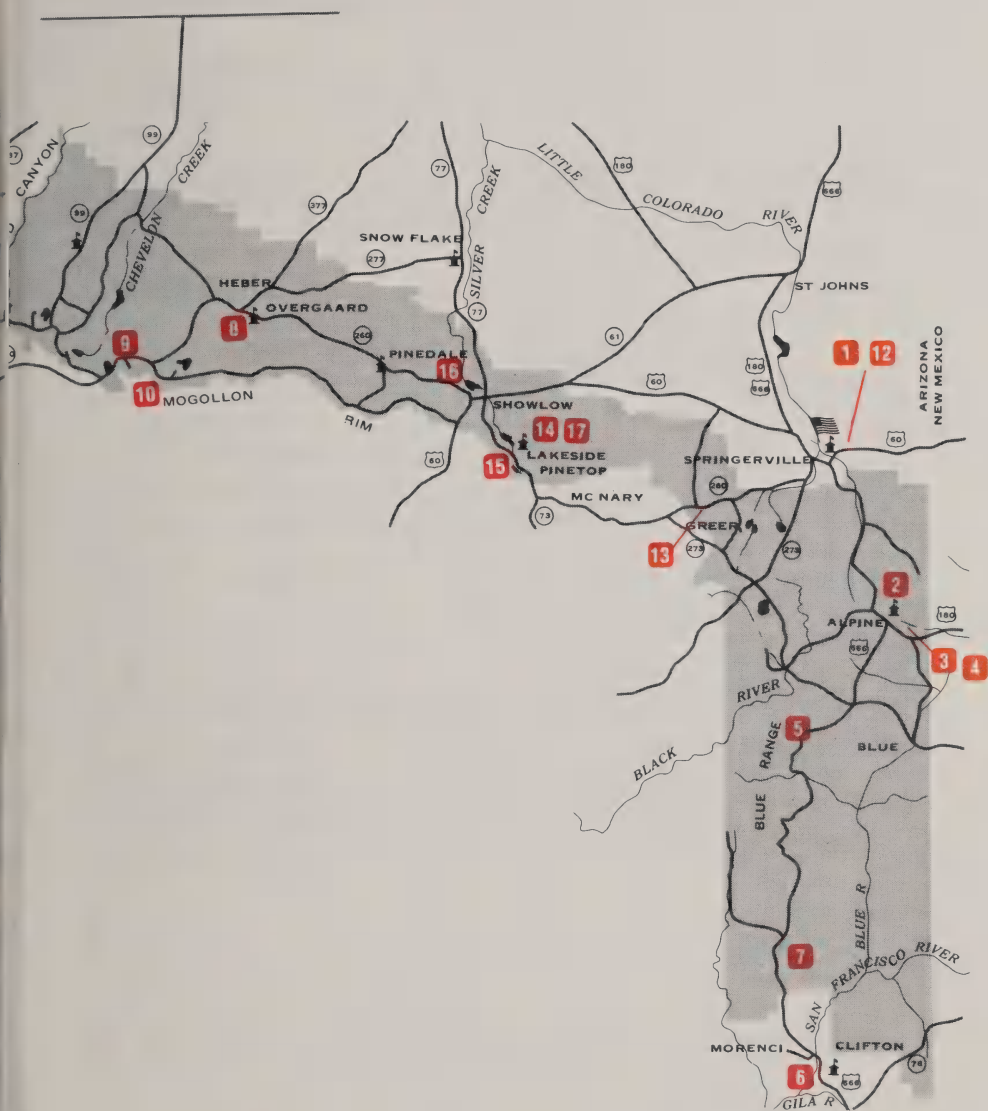 99
CANYON
CREEK
87
99
CHEVELON
77
SILVER
CREEK
LITTLE
COLORADO
RIVER
180
666
377
SNOW FLAKE
277
HEBER
OVERGAARD
8
77
ST JOHNS
61
260
9
PINEDALE
16
10
MOGOLLON
RIM
60
180
666
1
12
ARIZONA
NEW MEXICO
SHOWLOW
14
17
60
LAKESIDE
PINETOP
15
60
SPRINGERVILLE
MC NARY
260
73
GREER
13
273
273
2
ALPINE
180
666
3
4
RIVER
BLACK
5
RANGE
BLUE
BLUE
BLUE R
7
SAN FRANCISCO RIVER
MORENCI
CLIFTON
6
666
78
GILA R